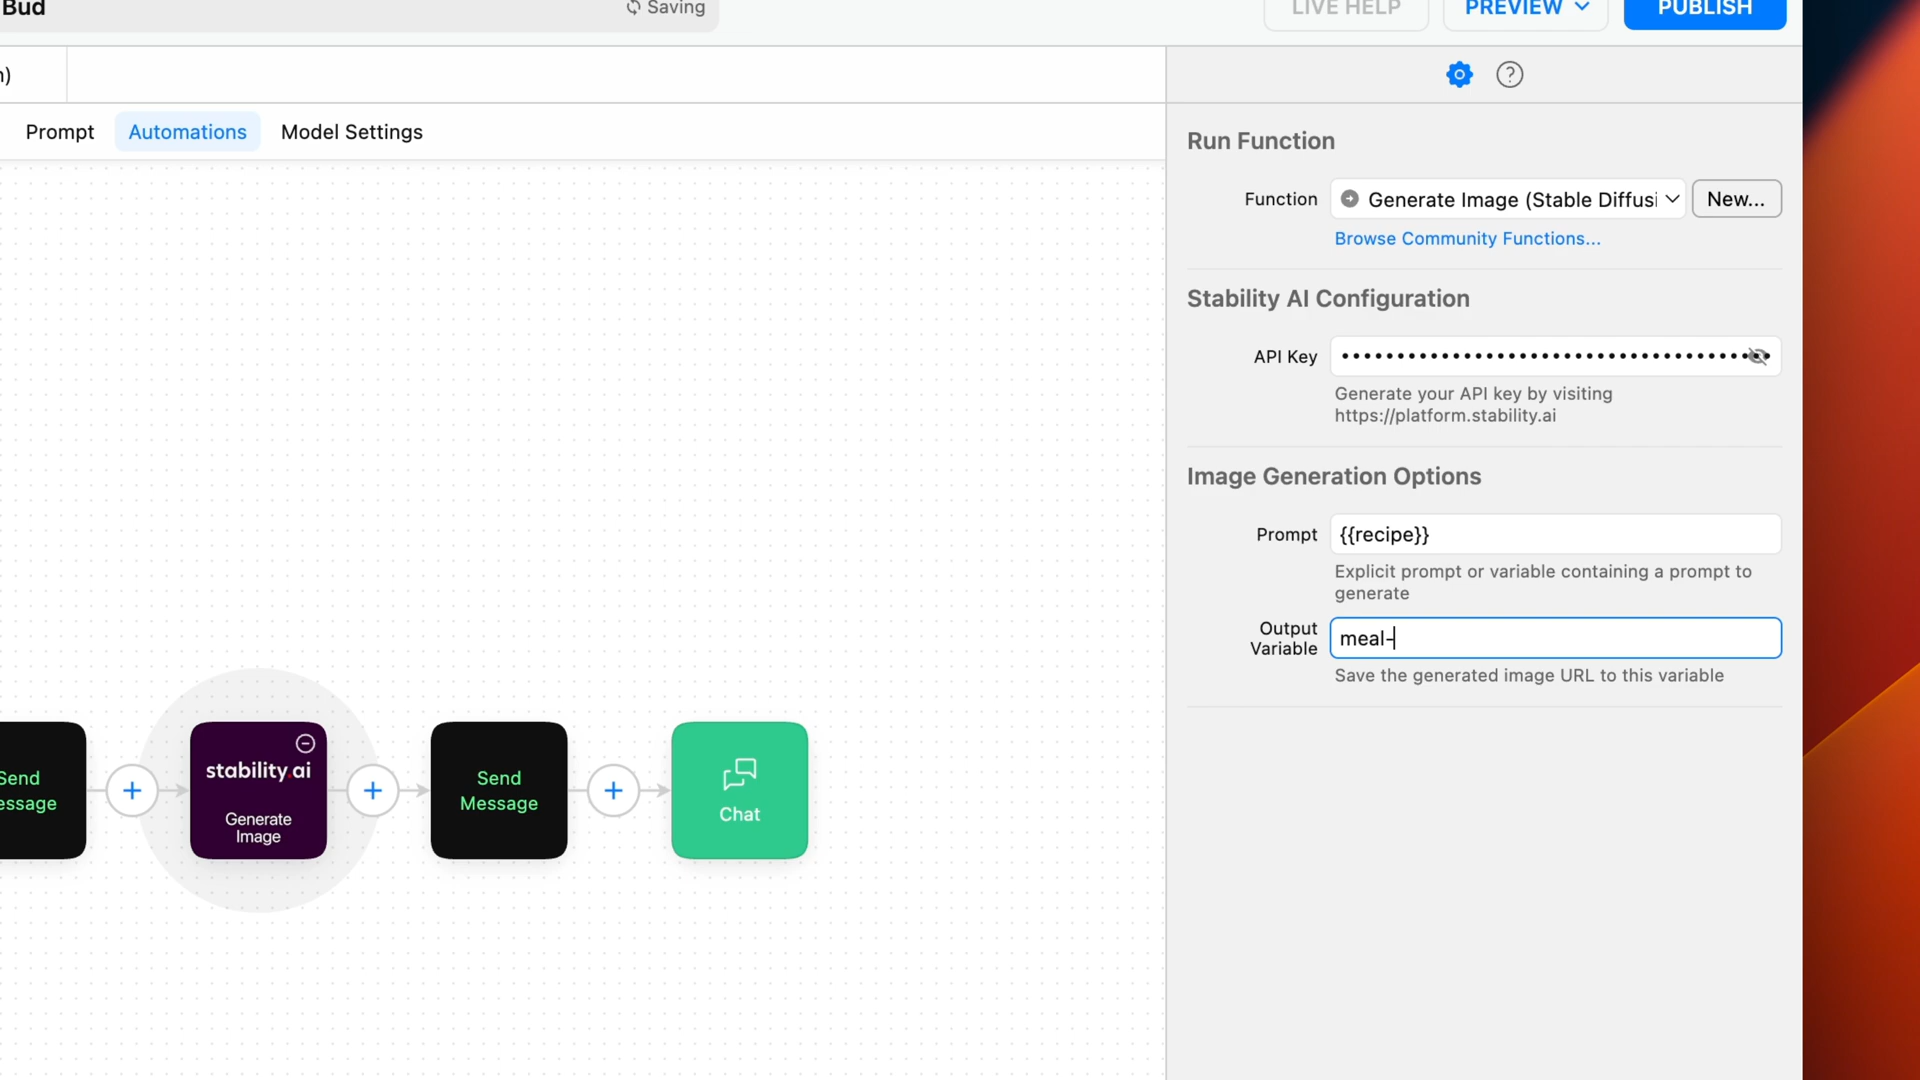 Bud
Saving
LIVE HELP
PREVIEW
PUBLISH
n)
Prompt
Automations
Model Settings
Run Function
Function
Generate Image (Stable Diffusi
New...
Browse Community Functions...
Stability AI Configuration
API Key
••••••••••••••••••••••••••••••••••••••••
Generate your API key by visiting
https://platform.stability.ai
Image Generation Options
Prompt
{{recipe}}
Explicit prompt or variable containing a prompt to
generate
Output
Variable
meal-
Save the generated image URL to this variable
Send
essage
stability.ai
Generate
Image
Send
Message
Chat